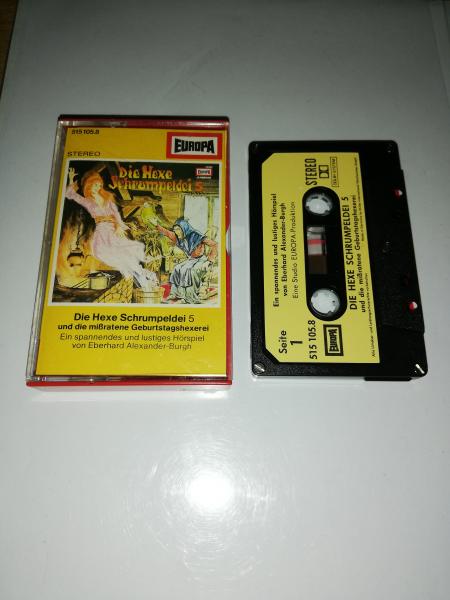 515 105.8
EUROPA
STEREO
Die Hexe
Schrumpeldei 5
EUROPA
Die Hexe Schrumpeldei 5
und die mißratene Geburtstagshexerei
Ein spannendes und lustiges Hörspiel
von Eberhard Alexander-Burgh
STEREO
Ein spannendes und lustiges Hörspiel
von Eberhard Alexander-Burgh
Eine Studio EUROPA-Produktion
Seite 1
515 105.8
EUROPA
DIE HEXE SCHRUMPELDEI 5
und die mißratene Geburtstagshexerei